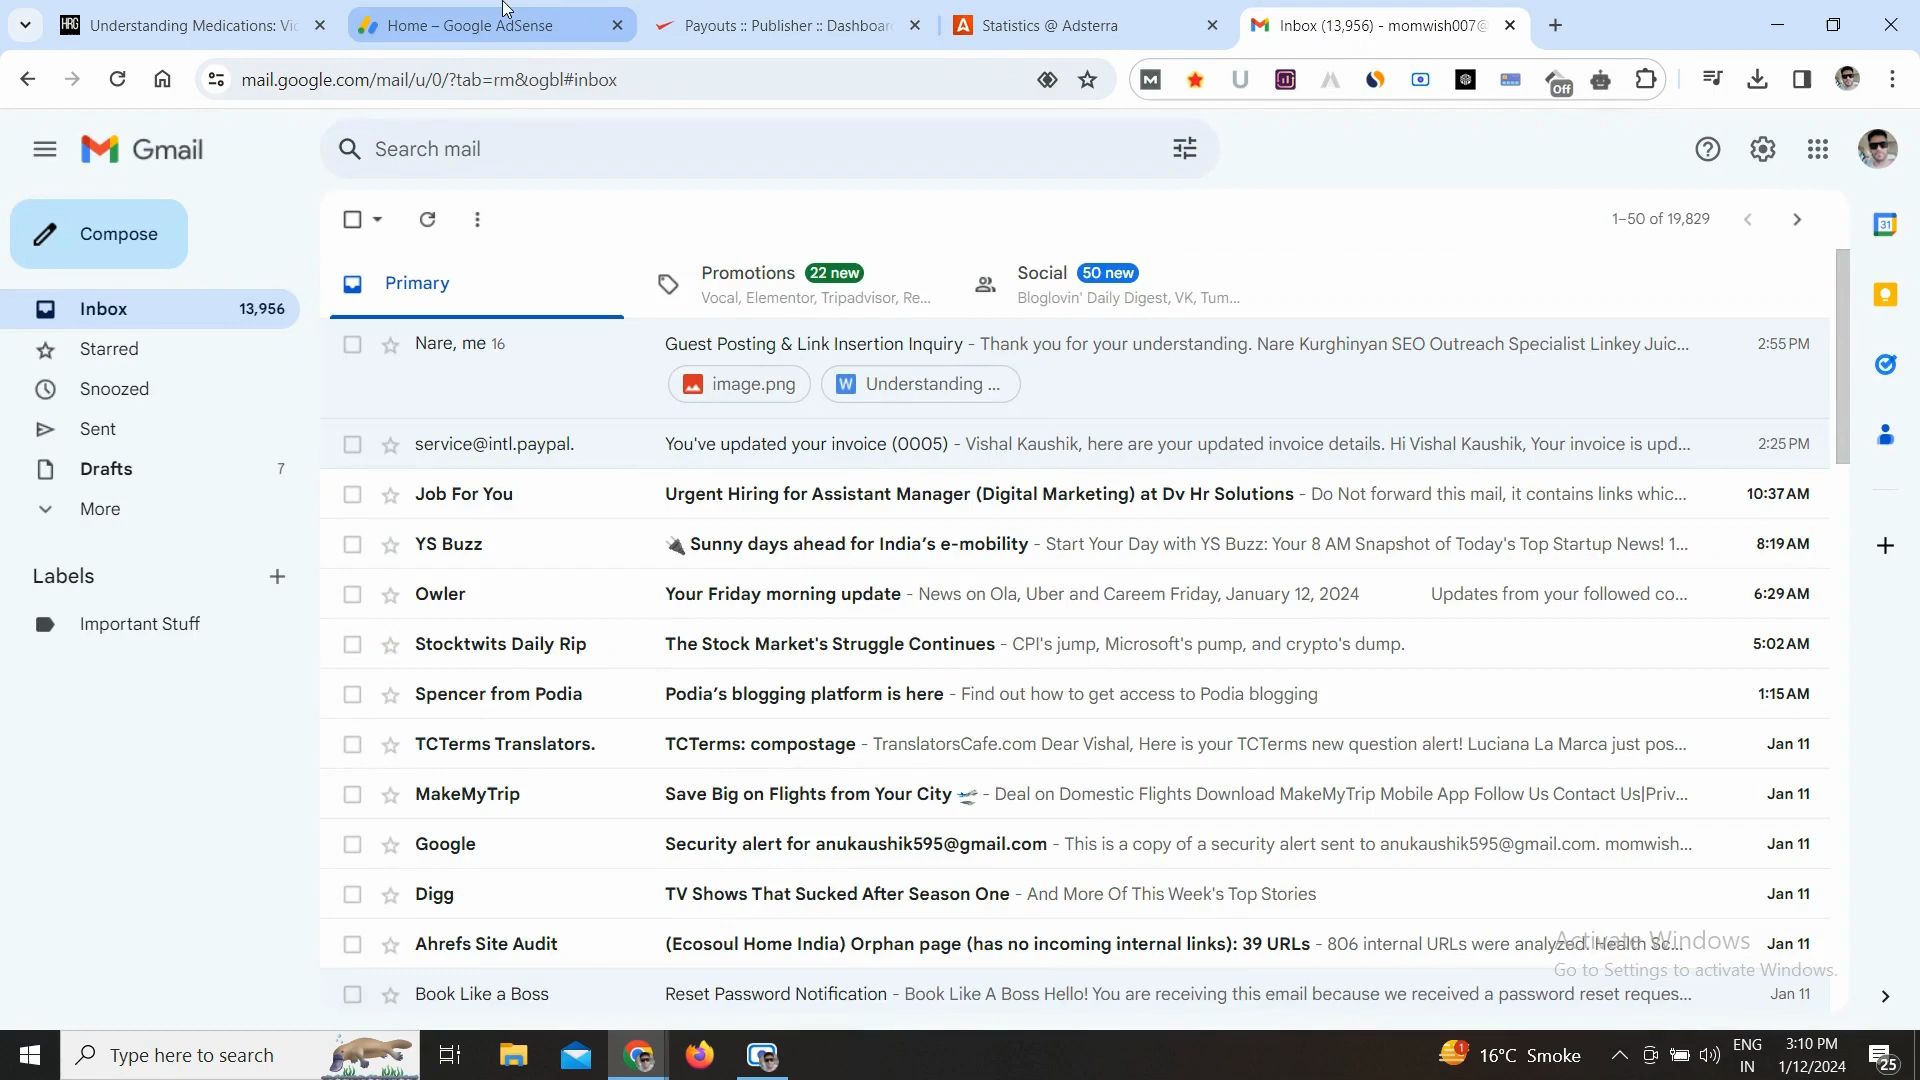 Understanding Medications: Vic
Home – Google AdSense
Payouts :: Publisher :: Dashboar
Statistics @ Adsterra
Inbox (13,956) - momwish007@
mail.google.com/mail/u/0/?tab=rm&ogbl#inbox
Off
Gmail
Search mail
Compose
1–50 of 19,829
Primary
Promotions 22 new
Vocal, Elementor, Tripadvisor, Re...
Social 50 new
Bloglovin' Daily Digest, VK, Tum...
Inbox 13,956
Starred
Snoozed
Sent
Drafts 7
More
Labels
Important Stuff
Nare, me 16 Guest Posting & Link Insertion Inquiry - Thank you for your understanding. Nare Kurghinyan SEO Outreach Specialist Linkey Juic... 2:55 PM
image.png Understanding ...
service@intl.paypal. You've updated your invoice (0005) - Vishal Kaushik, here are your updated invoice details. Hi Vishal Kaushik, Your invoice is upd... 2:25 PM
Job For You Urgent Hiring for Assistant Manager (Digital Marketing) at Dv Hr Solutions - Do Not forward this mail, it contains links whic... 10:37 AM
YS Buzz 🔌 Sunny days ahead for India's e-mobility - Start Your Day with YS Buzz: Your 8 AM Snapshot of Today's Top Startup News! 1... 8:19 AM
Owler Your Friday morning update - News on Ola, Uber and Careem Friday, January 12, 2024 Updates from your followed co... 6:29 AM
Stocktwits Daily Rip The Stock Market's Struggle Continues - CPI's jump, Microsoft's pump, and crypto's dump. 5:02 AM
Spencer from Podia Podia's blogging platform is here - Find out how to get access to Podia blogging 1:15 AM
TCTerms Translators. TCTerms: compostage - TranslatorsCafe.com Dear Vishal, Here is your TCTerms new question alert! Luciana La Marca just pos... Jan 11
MakeMyTrip Save Big on Flights from Your City 🛫 - Deal on Domestic Flights Download MakeMyTrip Mobile App Follow Us Contact Us|Priv... Jan 11
Google Security alert for anukaushik595@gmail.com - This is a copy of a security alert sent to anukaushik595@gmail.com. momwish... Jan 11
Digg TV Shows That Sucked After Season One - And More Of This Week's Top Stories Jan 11
Ahrefs Site Audit (Ecosoul Home India) Orphan page (has no incoming internal links): 39 URLs - 806 internal URLs were analyzed. Health Sc... Jan 11
Book Like a Boss Reset Password Notification - Book Like A Boss Hello! You are receiving this email because we received a password reset reques... Jan 11
Activate Windows
Go to Settings to activate Windows.
Type here to search
16°C Smoke
ENG
IN
3:10 PM
1/12/2024
25